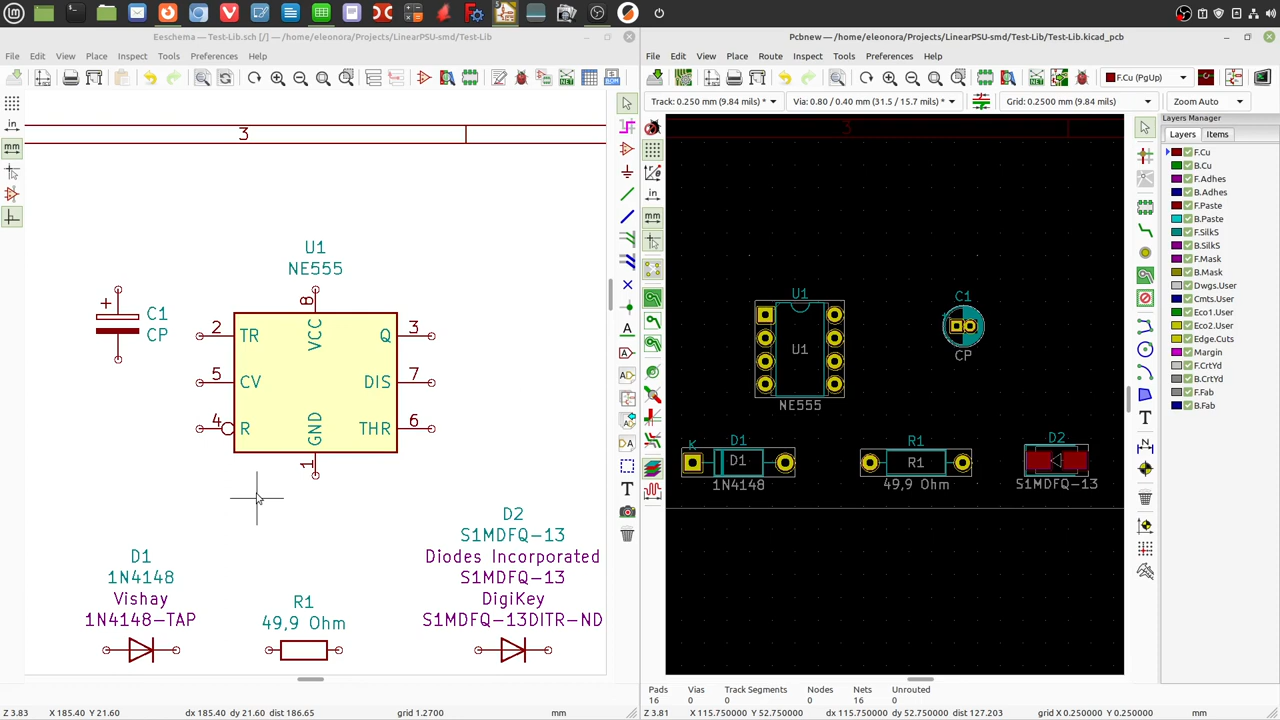 Eeschema — Test-Lib.sch [/] — /home/eleonora/Projects/LinearPSU-smd/Test-Lib
File Edit View Place Inspect Tools Preferences Help
in
mm
3
U1
NE555
8
VCC
2 TR
Q 3
5 CV
DIS 7
4 R
THR 6
GND
1
+
C1
CP
D1
1N4148
Vishay
1N4148-TAP
R1
49,9 Ohm
D2
S1MDFQ-13
Diodes Incorporated
S1MDFQ-13
DigiKey
S1MDFQ-13DITR-ND
Z 3.83 X 185.40 Y 21.60 dx 185.40 dy 21.60 dist 186.65 grid 1.2700 mm
Pcbnew — /home/eleonora/Projects/LinearPSU-smd/Test-Lib/Test-Lib.kicad_pcb
File Edit View Place Route Inspect Tools Preferences Help
F.Cu (PgUp)
Track: 0.250 mm (9.84 mils) * Via: 0.80 / 0.40 mm (31.5 / 15.7 mils) * Grid: 0.2500 mm (9.84 mils) Zoom Auto
in
mm
3
U1
U1
NE555
C1
CP
K D1
D1
1N4148
R1
R1
49,9 Ohm
D2
S1MDFQ-13
Layers Manager
Layers Items
F.Cu
B.Cu
F.Adhes
B.Adhes
F.Paste
B.Paste
F.SilkS
B.SilkS
F.Mask
B.Mask
Dwgs.User
Cmts.User
Eco1.User
Eco2.User
Edge.Cuts
Margin
F.CrtYd
B.CrtYd
F.Fab
B.Fab
Pads Vias Track Segments Nodes Nets Unrouted
16 0 0 0 16 0
Z 3.81 X 115.750000 Y 52.750000 dx 115.750000 dy 52.750000 dist 127.203 grid X 0.250000 Y 0.250000 mm